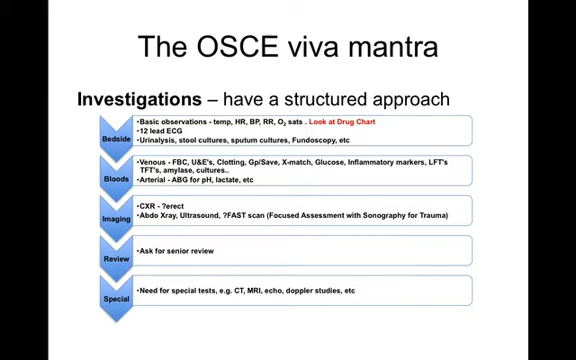 The OSCE viva mantra
Investigations – have a structured approach
Bedside
•Basic observations - temp, HR, BP, RR, O2 sats . Look at Drug Chart
•12 lead ECG
•Urinalysis, stool cultures, sputum cultures, Fundoscopy, etc
Bloods
•Venous - FBC, U&E's, Clotting, Gp/Save, X-match, Glucose, Inflammatory markers, LFT's
TFT's, amylase, cultures..
•Arterial - ABG for pH, lactate, etc
Imaging
•CXR - ?erect
•Abdo Xray, Ultrasound, ?FAST scan (Focused Assessment with Sonography for Trauma)
Review
•Ask for senior review
Special
•Need for special tests, e.g. CT, MRI, echo, doppler studies, etc